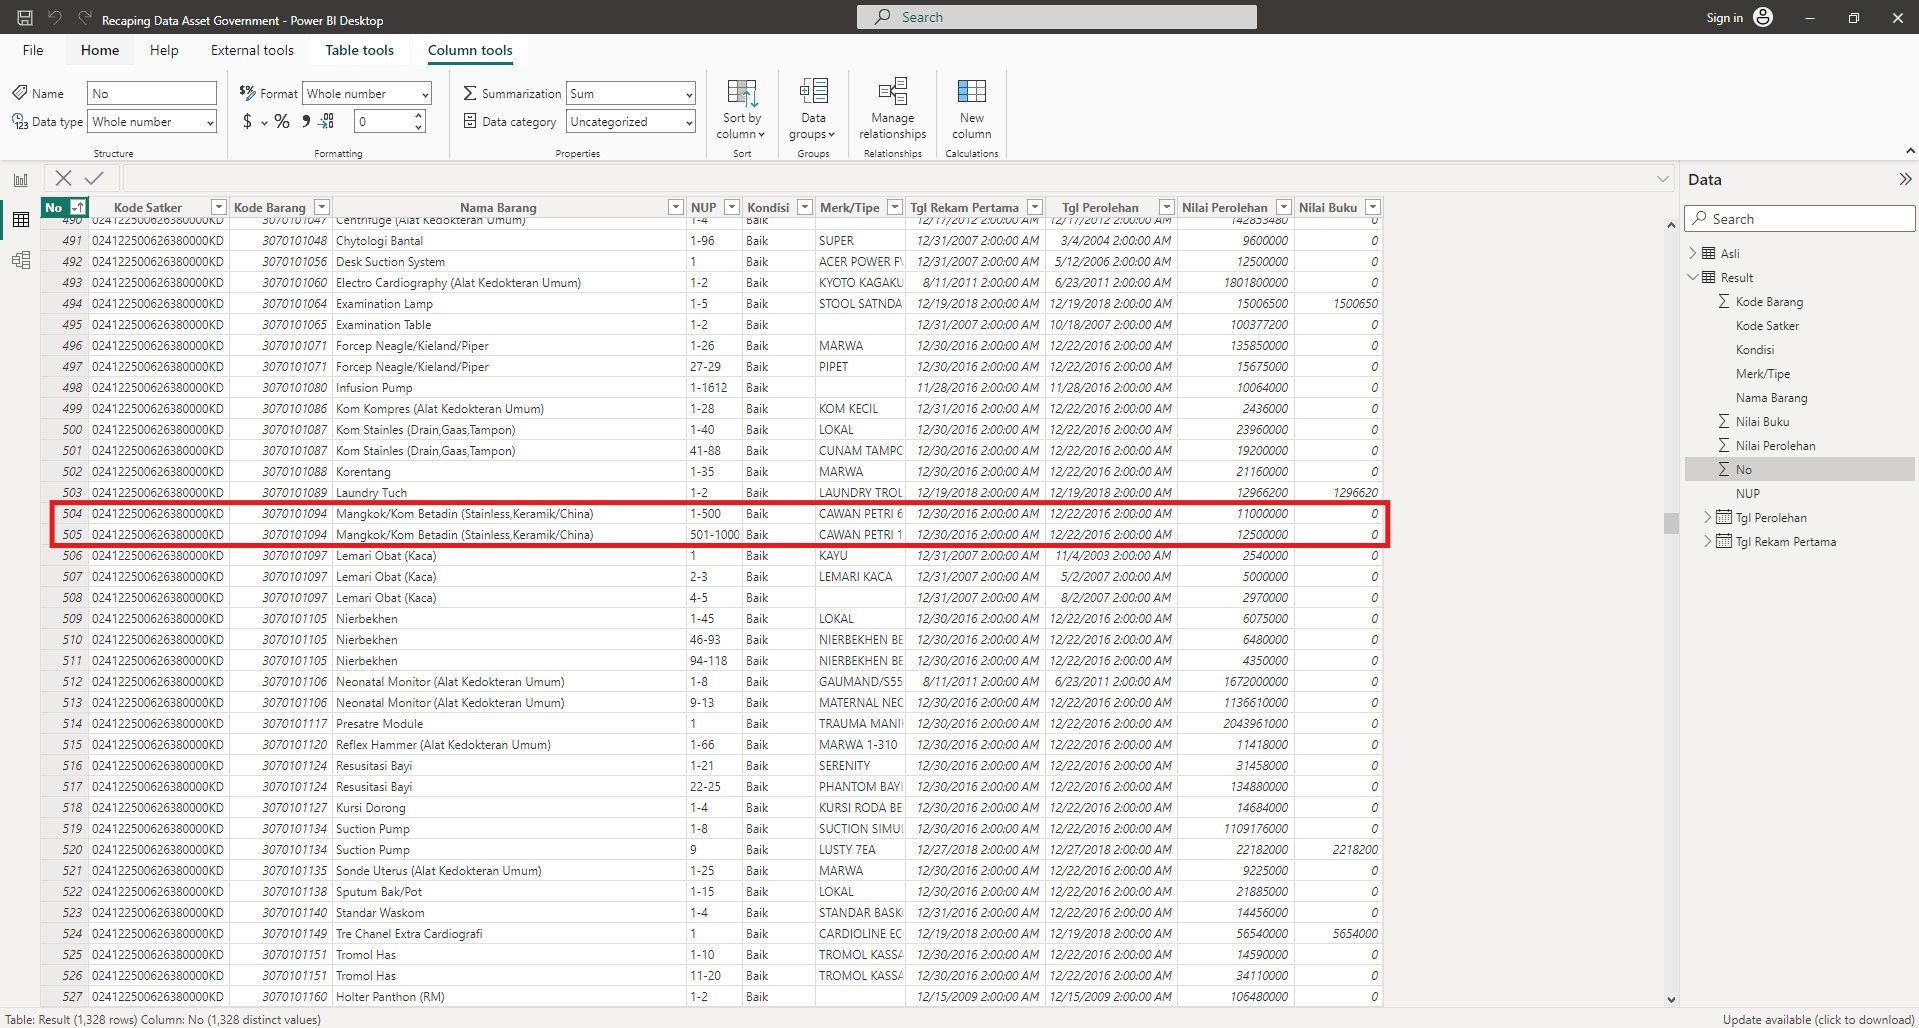 Recaping Data Asset Government - Power BI Desktop
Search
Sign in
File Home Help External tools Table tools Column tools
Name No
Data type Whole number
Structure
Format Whole number
$ % 0
Formatting
Summarization Sum
Data category Uncategorized
Properties
Sort by column
Sort
Data groups
Groups
Manage relationships
Relationships
New column
Calculations
No Kode Satker Kode Barang Nama Barang NUP Kondisi Merk/Tipe Tgl Rekam Pertama Tgl Perolehan Nilai Perolehan Nilai Buku
490 024122500626380000KD 3070101047 Centrifuge (Alat Kedokteran Umum) 1-4 Baik 12/17/2012 2:00:00 AM 12/17/2012 2:00:00 AM 142853480 0
491 024122500626380000KD 3070101048 Chytologi Bantal 1-96 Baik SUPER 12/31/2007 2:00:00 AM 3/4/2004 2:00:00 AM 9600000 0
492 024122500626380000KD 3070101056 Desk Suction System 1 Baik ACER POWER 12/31/2007 2:00:00 AM 5/12/2006 2:00:00 AM 12500000 0
493 024122500626380000KD 3070101060 Electro Cardiography (Alat Kedokteran Umum) 1-2 Baik KYOTO KAGAKU 8/11/2011 2:00:00 AM 6/23/2011 2:00:00 AM 1801800000 0
494 024122500626380000KD 3070101064 Examination Lamp 1-5 Baik STOOL SATNDA 12/19/2018 2:00:00 AM 12/19/2018 2:00:00 AM 15006500 1500650
495 024122500626380000KD 3070101065 Examination Table 1-2 Baik 12/31/2007 2:00:00 AM 10/18/2007 2:00:00 AM 100377200 0
496 024122500626380000KD 3070101071 Forcep Neagle/Kieland/Piper 1-26 Baik MARWA 12/30/2016 2:00:00 AM 12/22/2016 2:00:00 AM 135850000 0
497 024122500626380000KD 3070101071 Forcep Neagle/Kieland/Piper 27-29 Baik PIPET 12/30/2016 2:00:00 AM 12/22/2016 2:00:00 AM 15675000 0
498 024122500626380000KD 3070101080 Infusion Pump 1-1612 Baik 11/28/2016 2:00:00 AM 11/28/2016 2:00:00 AM 10064000 0
499 024122500626380000KD 3070101086 Kom Kompres (Alat Kedokteran Umum) 1-28 Baik KOM KECIL 12/31/2016 2:00:00 AM 12/22/2016 2:00:00 AM 2436000 0
500 024122500626380000KD 3070101087 Kom Stainles (Drain,Gaas,Tampon) 1-40 Baik LOKAL 12/30/2016 2:00:00 AM 12/22/2016 2:00:00 AM 23960000 0
501 024122500626380000KD 3070101087 Kom Stainles (Drain,Gaas,Tampon) 41-88 Baik CUNAM TAMPC 12/30/2016 2:00:00 AM 12/22/2016 2:00:00 AM 19200000 0
502 024122500626380000KD 3070101088 Korentang 1-35 Baik MARWA 12/30/2016 2:00:00 AM 12/22/2016 2:00:00 AM 21160000 0
503 024122500626380000KD 3070101089 Laundry Tuch 1-2 Baik LAUNDRY TROL 12/19/2018 2:00:00 AM 12/19/2018 2:00:00 AM 12966200 1296620
504 024122500626380000KD 3070101094 Mangkok/Kom Betadin (Stainless,Keramik/China) 1-500 Baik CAWAN PETRI 6 12/30/2016 2:00:00 AM 12/22/2016 2:00:00 AM 11000000 0
505 024122500626380000KD 3070101094 Mangkok/Kom Betadin (Stainless,Keramik/China) 501-1000 Baik CAWAN PETRI 1 12/30/2016 2:00:00 AM 12/22/2016 2:00:00 AM 12500000 0
506 024122500626380000KD 3070101097 Lemari Obat (Kaca) 1 Baik KAYU 12/31/2007 2:00:00 AM 11/4/2003 2:00:00 AM 2540000 0
507 024122500626380000KD 3070101097 Lemari Obat (Kaca) 2-3 Baik LEMARI KACA 12/31/2007 2:00:00 AM 5/2/2007 2:00:00 AM 5000000 0
508 024122500626380000KD 3070101097 Lemari Obat (Kaca) 4-5 Baik 12/31/2007 2:00:00 AM 8/2/2007 2:00:00 AM 2970000 0
509 024122500626380000KD 3070101105 Nierbekhen 1-45 Baik LOKAL 12/30/2016 2:00:00 AM 12/22/2016 2:00:00 AM 6075000 0
510 024122500626380000KD 3070101105 Nierbekhen 46-93 Baik NIERBEKHEN BE 12/30/2016 2:00:00 AM 12/22/2016 2:00:00 AM 6480000 0
511 024122500626380000KD 3070101105 Nierbekhen 94-118 Baik NIERBEKHEN BE 12/30/2016 2:00:00 AM 12/22/2016 2:00:00 AM 4350000 0
512 024122500626380000KD 3070101106 Neonatal Monitor (Alat Kedokteran Umum) 1-8 Baik GAUMAND/S55 8/11/2011 2:00:00 AM 6/23/2011 2:00:00 AM 1672000000 0
513 024122500626380000KD 3070101106 Neonatal Monitor (Alat Kedokteran Umum) 9-13 Baik MATERNAL NEC 12/30/2016 2:00:00 AM 12/22/2016 2:00:00 AM 1136610000 0
514 024122500626380000KD 3070101117 Presatre Module 1 Baik TRAUMA MANI 12/30/2016 2:00:00 AM 12/22/2016 2:00:00 AM 2043961000 0
515 024122500626380000KD 3070101120 Reflex Hammer (Alat Kedokteran Umum) 1-66 Baik MARWA 1-310 12/30/2016 2:00:00 AM 12/22/2016 2:00:00 AM 11418000 0
516 024122500626380000KD 3070101124 Resusitasi Bayi 1-21 Baik SERENITY 12/30/2016 2:00:00 AM 12/22/2016 2:00:00 AM 31458000 0
517 024122500626380000KD 3070101124 Resusitasi Bayi 22-25 Baik PHANTOM BAYI 12/30/2016 2:00:00 AM 12/22/2016 2:00:00 AM 134880000 0
518 024122500626380000KD 3070101127 Kursi Dorong 1-4 Baik KURSI RODA BE 12/30/2016 2:00:00 AM 12/22/2016 2:00:00 AM 14684000 0
519 024122500626380000KD 3070101134 Suction Pump 1-8 Baik SUCTION SIMU 12/30/2016 2:00:00 AM 12/22/2016 2:00:00 AM 1109176000 0
520 024122500626380000KD 3070101134 Suction Pump 9 Baik LUSTY 7EA 12/27/2018 2:00:00 AM 12/27/2018 2:00:00 AM 22182000 2218200
521 024122500626380000KD 3070101135 Sonde Uterus (Alat Kedokteran Umum) 1-25 Baik MARWA 12/30/2016 2:00:00 AM 12/22/2016 2:00:00 AM 9225000 0
522 024122500626380000KD 3070101138 Sputum Bak/Pot 1-15 Baik LOKAL 12/30/2016 2:00:00 AM 12/22/2016 2:00:00 AM 21885000 0
523 024122500626380000KD 3070101140 Standar Waskom 1-4 Baik STANDAR BASK 12/31/2016 2:00:00 AM 12/22/2016 2:00:00 AM 14456000 0
524 024122500626380000KD 3070101149 Tre Chanel Extra Cardiografi 1 Baik CARDIOLINE EC 12/19/2018 2:00:00 AM 12/19/2018 2:00:00 AM 56540000 5654000
525 024122500626380000KD 3070101151 Tromol Has 1-10 Baik TROMOL KASSA 12/30/2016 2:00:00 AM 12/22/2016 2:00:00 AM 14590000 0
526 024122500626380000KD 3070101151 Tromol Has 11-20 Baik TROMOL KASSA 12/30/2016 2:00:00 AM 12/22/2016 2:00:00 AM 34110000 0
527 024122500626380000KD 3070101160 Holter Panthon (RM) 1-2 Baik 12/15/2009 2:00:00 AM 12/15/2009 2:00:00 AM 106480000 0
Data
Search
Asli
Result
Kode Barang
Kode Satker
Kondisi
Merk/Tipe
Nama Barang
Nilai Buku
Nilai Perolehan
No
NUP
Tgl Perolehan
Tgl Rekam Pertama
Table: Result (1,328 rows) Column: No (1,328 distinct values)
Update available (click to download)